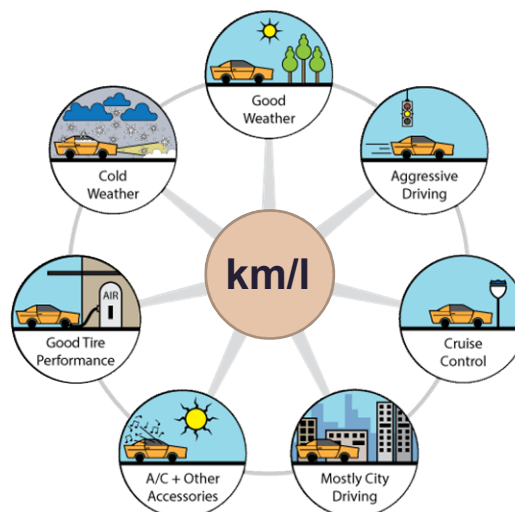 Good
Weather
Aggressive
Driving
Cruise
Control
Mostly City
Driving
A/C + Other
Accessories
AIR
Good Tire
Performance
Cold
Weather
km/l